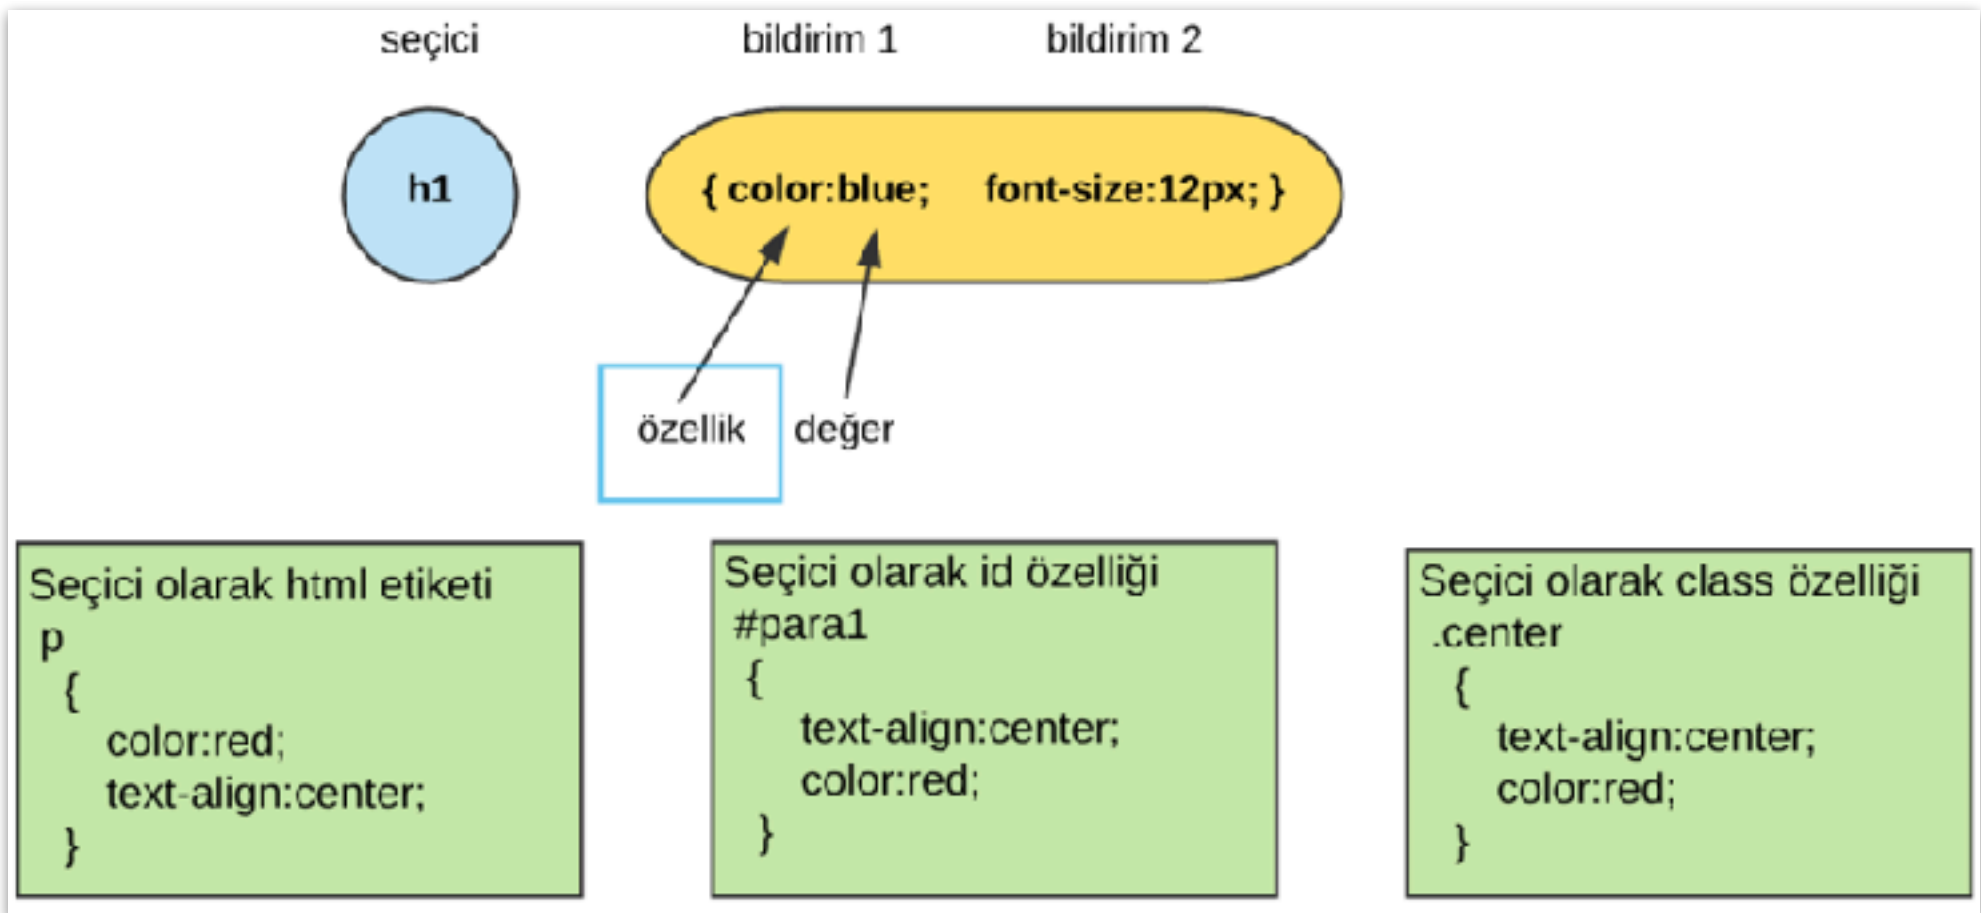 seçici bildirim 1 bildirim 2
h1 { color:blue; font-size:12px; }
özellik değer
Seçici olarak html etiketi
p
{
color:red;
text-align:center;
}
Seçici olarak id özelliği
#para1
{
text-align:center;
color:red;
}
Seçici olarak class özelliği
.center
{
text-align:center;
color:red;
}